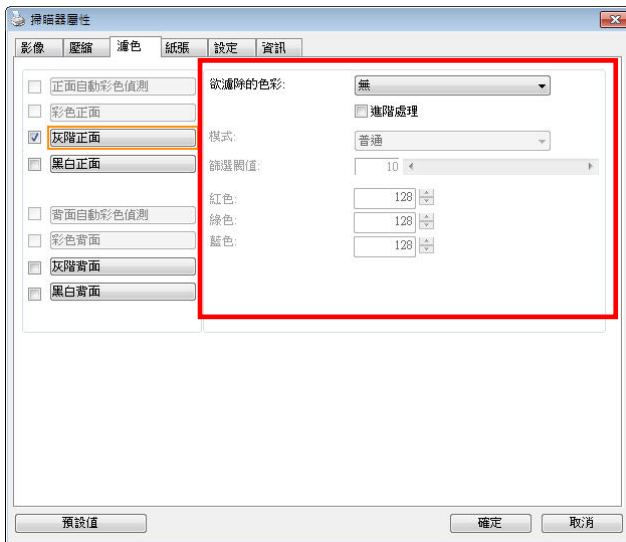 掃瞄器屬性
影像 壓縮 濾色 紙張 設定 資訊
正面自動彩色偵測
彩色正面
灰階正面
黑白正面
背面自動彩色偵測
彩色背面
灰階背面
黑白背面
欲濾除的色彩: 無
進階處理
模式: 普通
篩選閥值: 10
紅色: 128
綠色: 128
藍色: 128
預設值 確定 取消